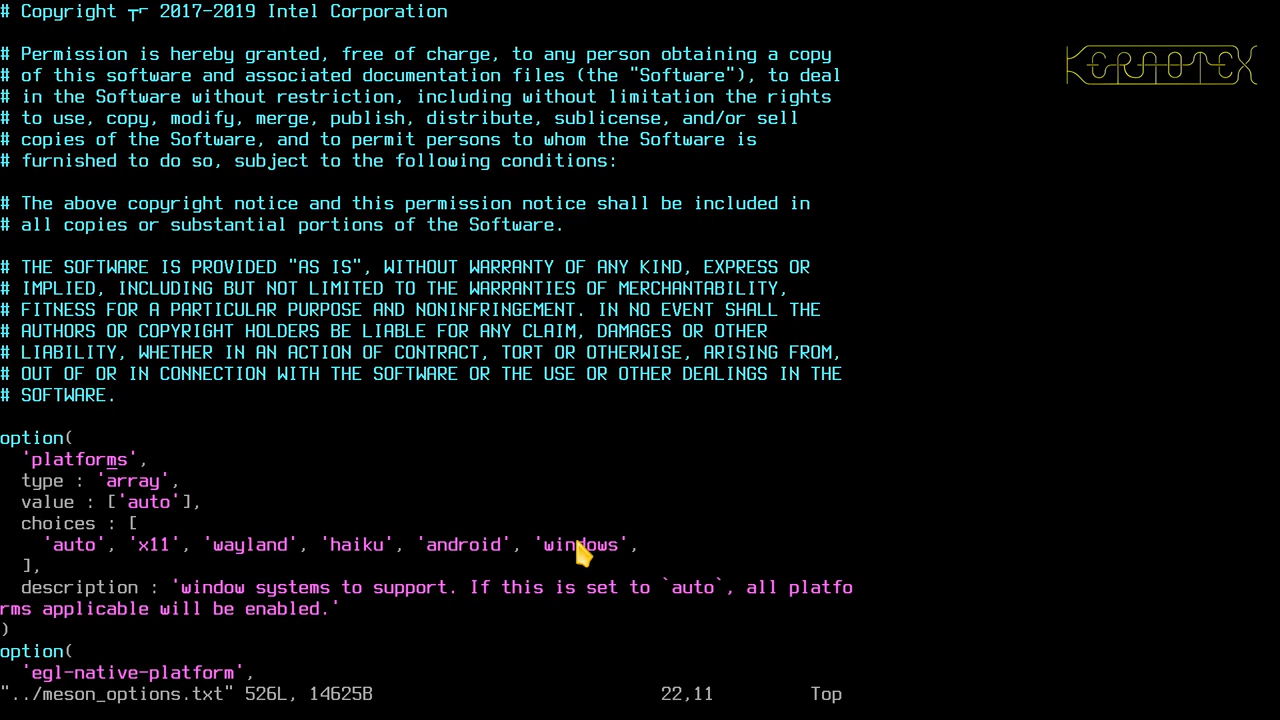 # Copyright ┬⌐ 2017-2019 Intel Corporation
# Permission is hereby granted, free of charge, to any person obtaining a copy
# of this software and associated documentation files (the "Software"), to deal
# in the Software without restriction, including without limitation the rights
# to use, copy, modify, merge, publish, distribute, sublicense, and/or sell
# copies of the Software, and to permit persons to whom the Software is
# furnished to do so, subject to the following conditions:
# The above copyright notice and this permission notice shall be included in
# all copies or substantial portions of the Software.
# THE SOFTWARE IS PROVIDED "AS IS", WITHOUT WARRANTY OF ANY KIND, EXPRESS OR
# IMPLIED, INCLUDING BUT NOT LIMITED TO THE WARRANTIES OF MERCHANTABILITY,
# FITNESS FOR A PARTICULAR PURPOSE AND NONINFRINGEMENT. IN NO EVENT SHALL THE
# AUTHORS OR COPYRIGHT HOLDERS BE LIABLE FOR ANY CLAIM, DAMAGES OR OTHER
# LIABILITY, WHETHER IN AN ACTION OF CONTRACT, TORT OR OTHERWISE, ARISING FROM,
# OUT OF OR IN CONNECTION WITH THE SOFTWARE OR THE USE OR OTHER DEALINGS IN THE
# SOFTWARE.
option(
  'platforms',
  type : 'array',
  value : ['auto'],
  choices : [
    'auto', 'x11', 'wayland', 'haiku', 'android', 'windows',
  ],
  description : 'window systems to support. If this is set to `auto`, all platfo
rms applicable will be enabled.'
)
option(
  'egl-native-platform',
"../meson_options.txt" 526L, 14625B 22,11 Top